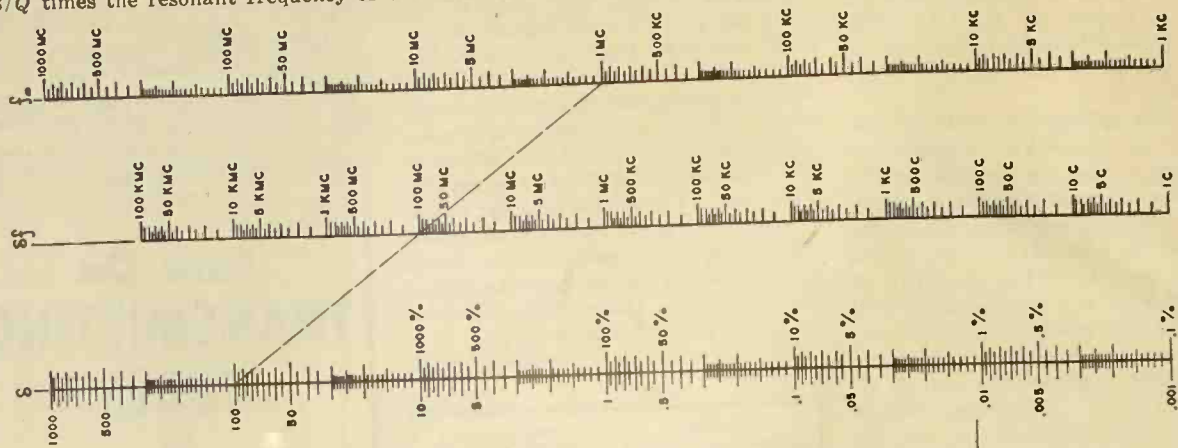 /Q times the resonant frequency
fₒ 1000 MC 500 MC 100 MC 50 MC 10 MC 5 MC 1 MC 500 KC 100 KC 50 KC 10 KC 5 KC 1 KC
δf 100 KMC 50 KMC 10 KMC 5 KMC 1 KMC 500 MC 100 MC 50 MC 10 MC 5 MC 1 MC 500 KC 100 KC 50 KC 10 KC 5 KC 1 KC 500 C 100 C 50 C 10 C 5 C 1 C
1000 % 500 % 100 % 50 % 10 % 5 % 1 % .5 % .1 %
δ
1000 500 100 50 10 5 1 .5 .1 .05 .01 .005 .001